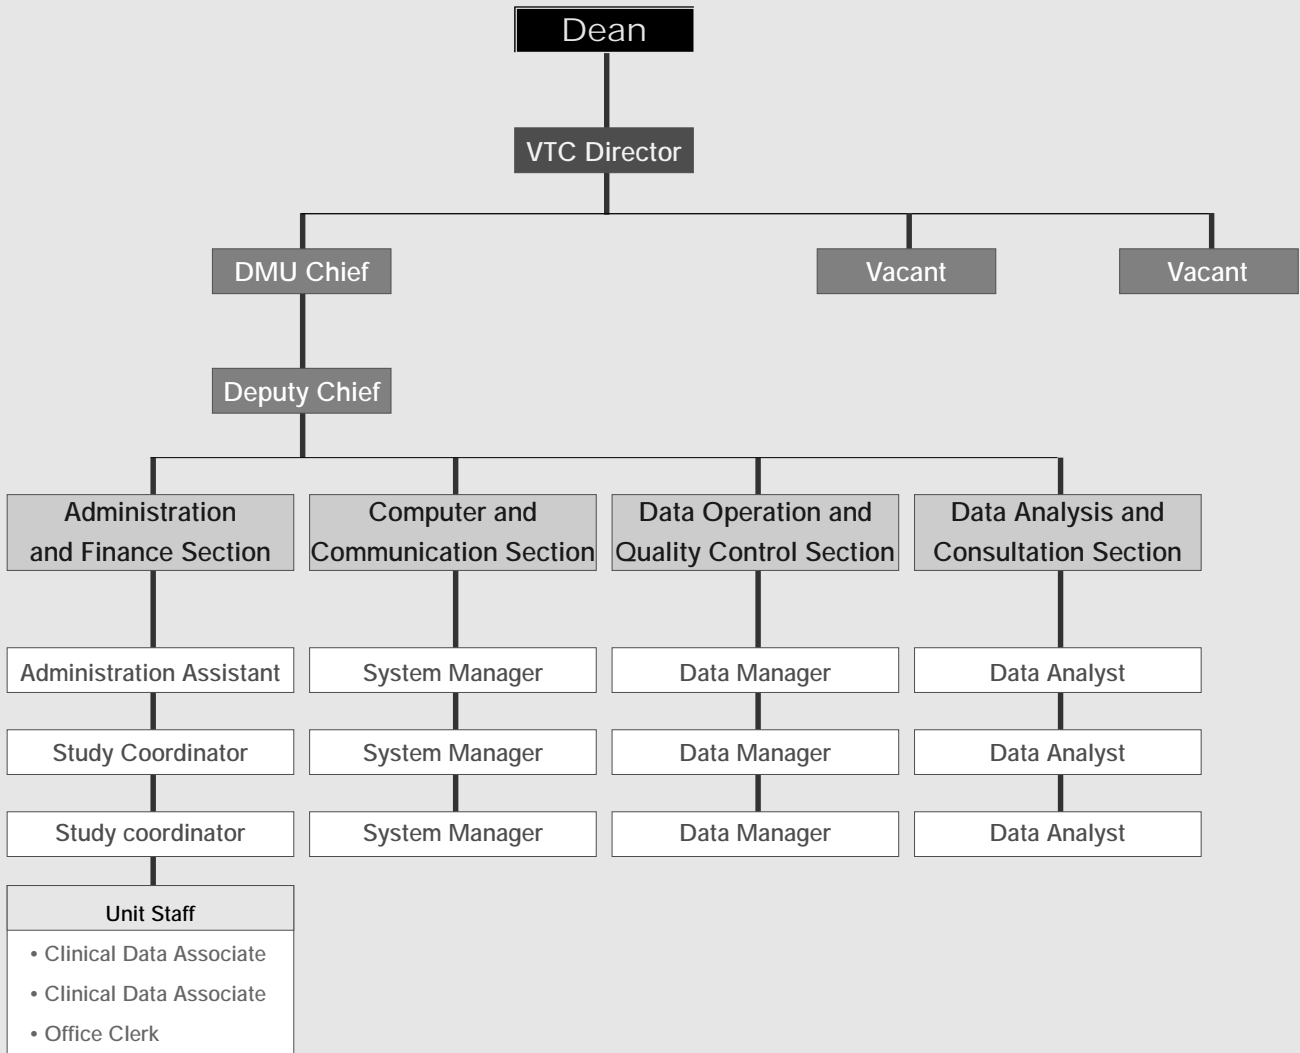 Dean
VTC Director
DMU Chief
Vacant
Vacant
Deputy Chief
Administration
and Finance Section
Computer and
Communication Section
Data Operation and
Quality Control Section
Data Analysis and
Consultation Section
Administration Assistant
System Manager
Data Manager
Data Analyst
Study Coordinator
System Manager
Data Manager
Data Analyst
Study coordinator
System Manager
Data Manager
Data Analyst
Unit Staff
• Clinical Data Associate
• Clinical Data Associate
• Office Clerk